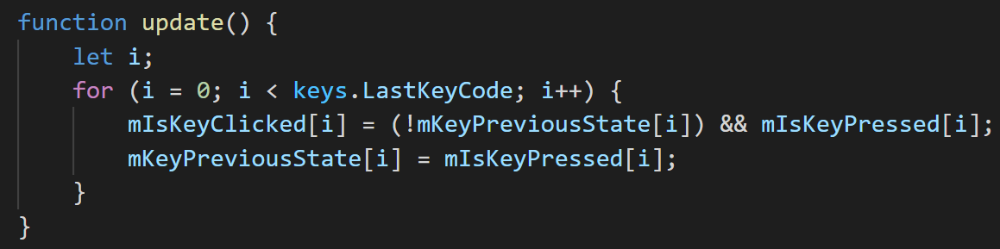 function update() {
    let i;
    for (i = 0; i < keys.LastKeyCode; i++) {
        mIsKeyClicked[i] = (!mKeyPreviousState[i]) && mIsKeyPressed[i];
        mKeyPreviousState[i] = mIsKeyPressed[i];
    }
}